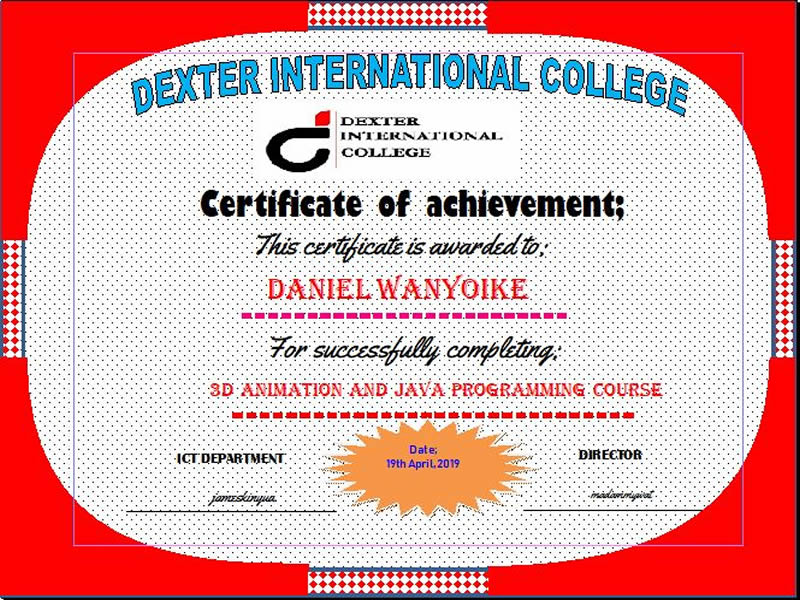 DEXTER INTERNATIONAL COLLEGE
DEXTER
INTERNATIONAL
COLLEGE
Certificate of achievement;
This certificate is awarded to;
DANIEL WANYOIKE
For successfully completing;
3D ANIMATION AND JAVA PROGRAMMING COURSE
Date;
19th April,2019
ICT DEPARTMENT
jameskinyua
DIRECTOR
madammywat